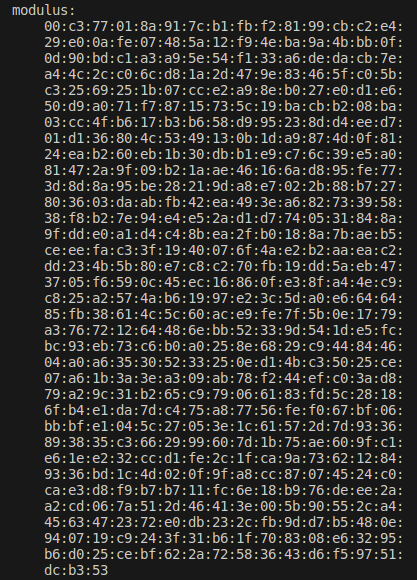 modulus:
00:c3:77:01:8a:91:7c:b1:fb:f2:81:99:cb:c2:e4:
29:e0:0a:fe:07:48:5a:12:f9:4e:ba:9a:4b:bb:0f:
0d:90:bd:c1:a3:a9:5e:54:f1:33:a6:de:da:cb:7e:
a4:4c:2c:c0:6c:d8:1a:2d:47:9e:83:46:5f:c0:5b:
c3:25:69:25:1b:07:cc:e2:a9:8e:b0:27:e0:d1:e6:
50:d9:a0:71:f7:87:15:73:5c:19:ba:cb:b2:08:ba:
03:cc:4f:b6:17:b3:b6:58:d9:95:23:8d:d4:ee:d7:
01:d1:36:80:4c:53:49:13:0b:1d:a9:87:4d:0f:81:
24:ea:b2:60:eb:1b:30:db:b1:e9:c7:6c:39:e5:a0:
81:47:2a:9f:09:b2:1a:ae:46:16:6a:d8:95:fe:77:
3d:8d:8a:95:be:28:21:9d:a8:e7:02:2b:88:b7:27:
80:36:03:da:ab:fb:42:ea:49:3e:a6:82:73:39:58:
38:f8:b2:7e:94:e4:e5:2a:d1:d7:74:05:31:84:8a:
9f:dd:e0:a1:d4:c4:8b:ea:2f:b0:18:8a:7b:ae:b5:
ce:ee:fa:c3:3f:19:40:07:6f:4a:e2:b2:aa:ea:c2:
dd:23:4b:5b:80:e7:c8:c2:70:fb:19:dd:5a:eb:47:
37:05:f6:59:0c:45:ec:16:86:0f:e3:8f:a4:4e:c9:
c8:25:a2:57:4a:b6:19:97:e2:3c:5d:a0:e6:64:64:
85:fb:38:61:4c:5c:60:ac:e9:fe:7f:5b:0e:17:79:
a3:76:72:12:64:48:6e:bb:52:33:9d:54:1d:e5:fc:
bc:93:eb:73:c6:b0:a0:25:8e:68:29:c9:44:84:46:
04:a0:a6:35:30:52:33:25:0e:d1:4b:c3:50:25:ce:
07:a6:1b:3a:3e:a3:09:ab:78:f2:44:ef:c0:3a:d8:
79:a2:9c:31:b2:65:c9:79:06:61:83:fd:5c:28:18:
6f:b4:e1:da:7d:c4:75:a8:77:56:fe:f0:67:bf:06:
bb:bf:e1:04:5c:27:05:3e:1c:61:57:2d:7d:93:36:
89:38:35:c3:66:29:99:60:7d:1b:75:ae:60:9f:c1:
e6:1e:e2:32:cc:d1:fe:2c:1f:ca:9a:73:62:12:84:
93:36:bd:1c:4d:02:0f:9f:a8:cc:87:07:45:24:c0:
ca:e3:d8:f9:b7:b7:11:fc:6e:18:b9:76:de:ee:2a:
a2:cd:06:7a:51:2d:46:41:3e:00:5b:90:55:2c:a4:
45:63:47:23:72:e0:db:23:2c:fb:9d:d7:b5:48:0e:
94:07:19:c9:24:3f:31:b6:1f:70:83:08:e6:32:95:
b6:d0:25:ce:bf:62:2a:72:58:36:43:d6:f5:97:51:
dc:b3:53